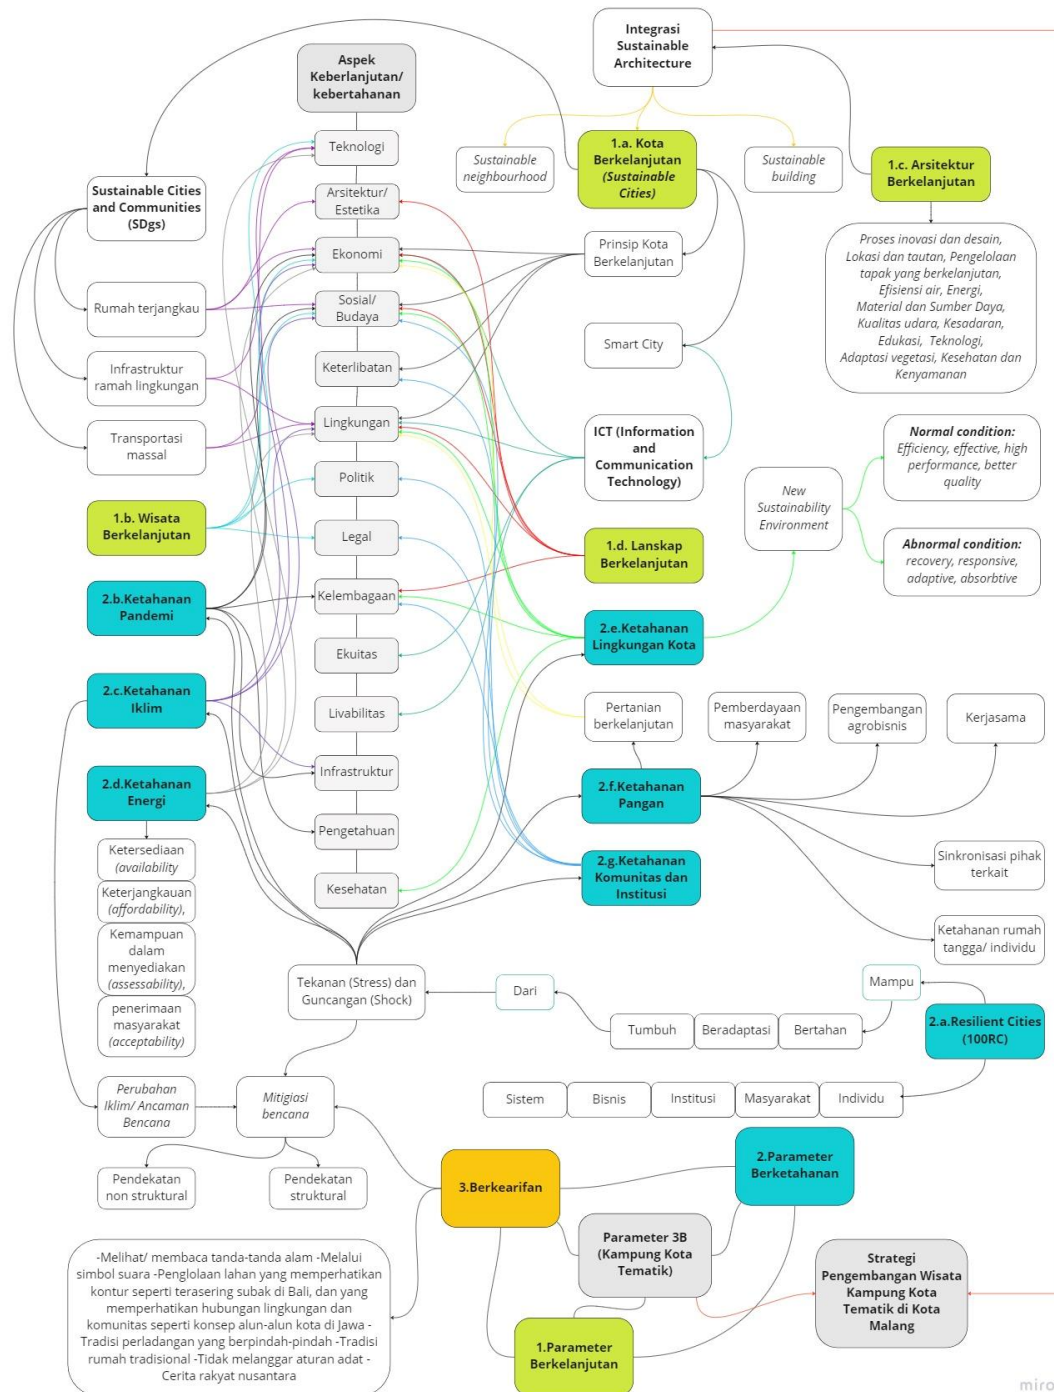 Integrasi
Sustainable
Architecture
Aspek
Keberlanjutan/
kebertahanan
Teknologi
Sustainable
neighbourhood
1.a. Kota
Berkelanjutan
(Sustainable
Cities)
Sustainable
building
1.c. Arsitektur
Berkelanjutan
Sustainable Cities
and Communities
(SDgs)
Arsitektur/
Estetika
Ekonomi
Prinsip Kota
Berkelanjutan
Proses inovasi dan desain,
Lokasi dan tautan, Pengelolaan
tapak yang berkelanjutan,
Efisiensi air, Energi,
Material dan Sumber Daya,
Kualitas udara, Kesadaran,
Edukasi, Teknologi,
Adaptasi vegetasi, Kesehatan dan
Kenyamanan
Rumah terjangkau
Sosial/
Budaya
Smart City
Infrastruktur
ramah lingkungan
Keterlibatan
Transportasi
massal
Lingkungan
ICT (Information
and
Communication
Technology)
Normal condition:
Efficiency, effective, high
performance, better
quality
Politik
New
Sustainability
Environment
1.b. Wisata
Berkelanjutan
Legal
1.d. Lanskap
Berkelanjutan
Abnormal condition:
recovery, responsive,
adaptive, absorbtive
2.b.Ketahanan
Pandemi
Kelembagaan
2.e.Ketahanan
Lingkungan Kota
Ekuitas
2.c.Ketahanan
Iklim
Livabilitas
Pertanian
berkelanjutan
Pemberdayaan
masyarakat
Pengembangan
agrobisnis
Kerjasama
2.d.Ketahanan
Energi
Infrastruktur
2.f.Ketahanan
Pangan
Pengetahuan
Ketersediaan
(availability
Keterjangkauan
(affordability),
Kemampuan
dalam
menyediakan
(assessability),
penerimaan
masyarakat
(acceptability)
Kesehatan
2.g.Ketahanan
Komunitas dan
Institusi
Sinkronisasi pihak
terkait
Ketahanan rumah
tangga/ individu
Tekanan (Stress) dan
Guncangan (Shock)
Dari
Mampu
Tumbuh
Beradaptasi
Bertahan
2.a.Resilient Cities
(100RC)
Perubahan
Iklim/ Ancaman
Bencana
Mitigiasi
bencana
Sistem
Bisnis
Institusi
Masyarakat
Individu
Pendekatan
non struktural
Pendekatan
struktural
3.Berkearifan
2.Parameter
Berketahanan
Parameter 3B
(Kampung Kota
Tematik)
Strategi
Pengembangan Wisata
Kampung Kota
Tematik di Kota
Malang
-Melihat/ membaca tanda-tanda alam -Melalui
simbol suara -Penglolaan lahan yang memperhatikan
kontur seperti terasering subak di Bali, dan yang
memperhatikan hubungan lingkungan dan
komunitas seperti konsep alun-alun kota di Jawa -
Tradisi perladangan yang berpindah-pindah -Tradisi
rumah tradisional -Tidak melanggar aturan adat -
Cerita rakyat nusantara
1.Parameter
Berkelanjutan
miro